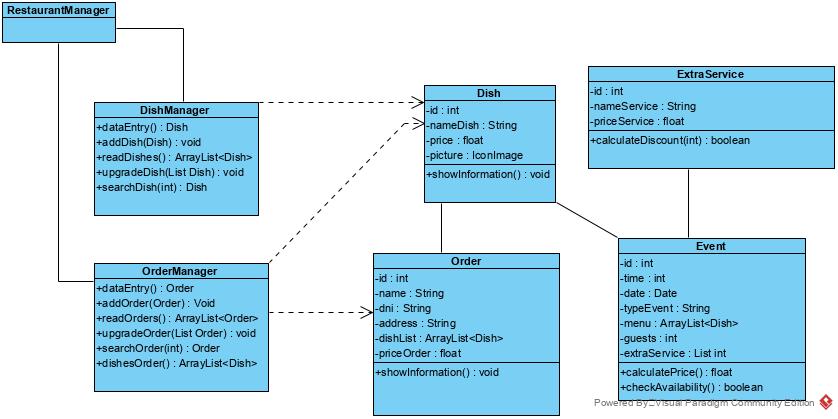 RestaurantManager
DishManager
+dataEntry() : Dish
+addDish(Dish) : void
+readDishes() : ArrayList<Dish>
+upgradeDish(List Dish) : void
+searchDish(int) : Dish
OrderManager
+dataEntry() : Order
+addOrder(Order) : Void
+readOrders() : ArrayList<Order>
+upgradeOrder(List Order) : void
+searchOrder(int) : Order
+dishesOrder() : ArrayList<Dish>
Dish
-id : int
-nameDish : String
-price : float
-picture : IconImage
+showInformation() : void
Order
-id : int
-name : String
-dni : String
-address : String
-dishList : ArrayList<Dish>
-priceOrder : float
+showInformation() : void
ExtraService
-id : int
-nameService : String
-priceService : float
+calculateDiscount(int) : boolean
Event
-id : int
-time : int
-date : Date
-typeEvent : String
-menu : ArrayList<Dish>
-guests : int
-extraService : List int
+calculatePrice() : float
+checkAvailability() : boolean
Powered By Visual Paradigm Community Edition